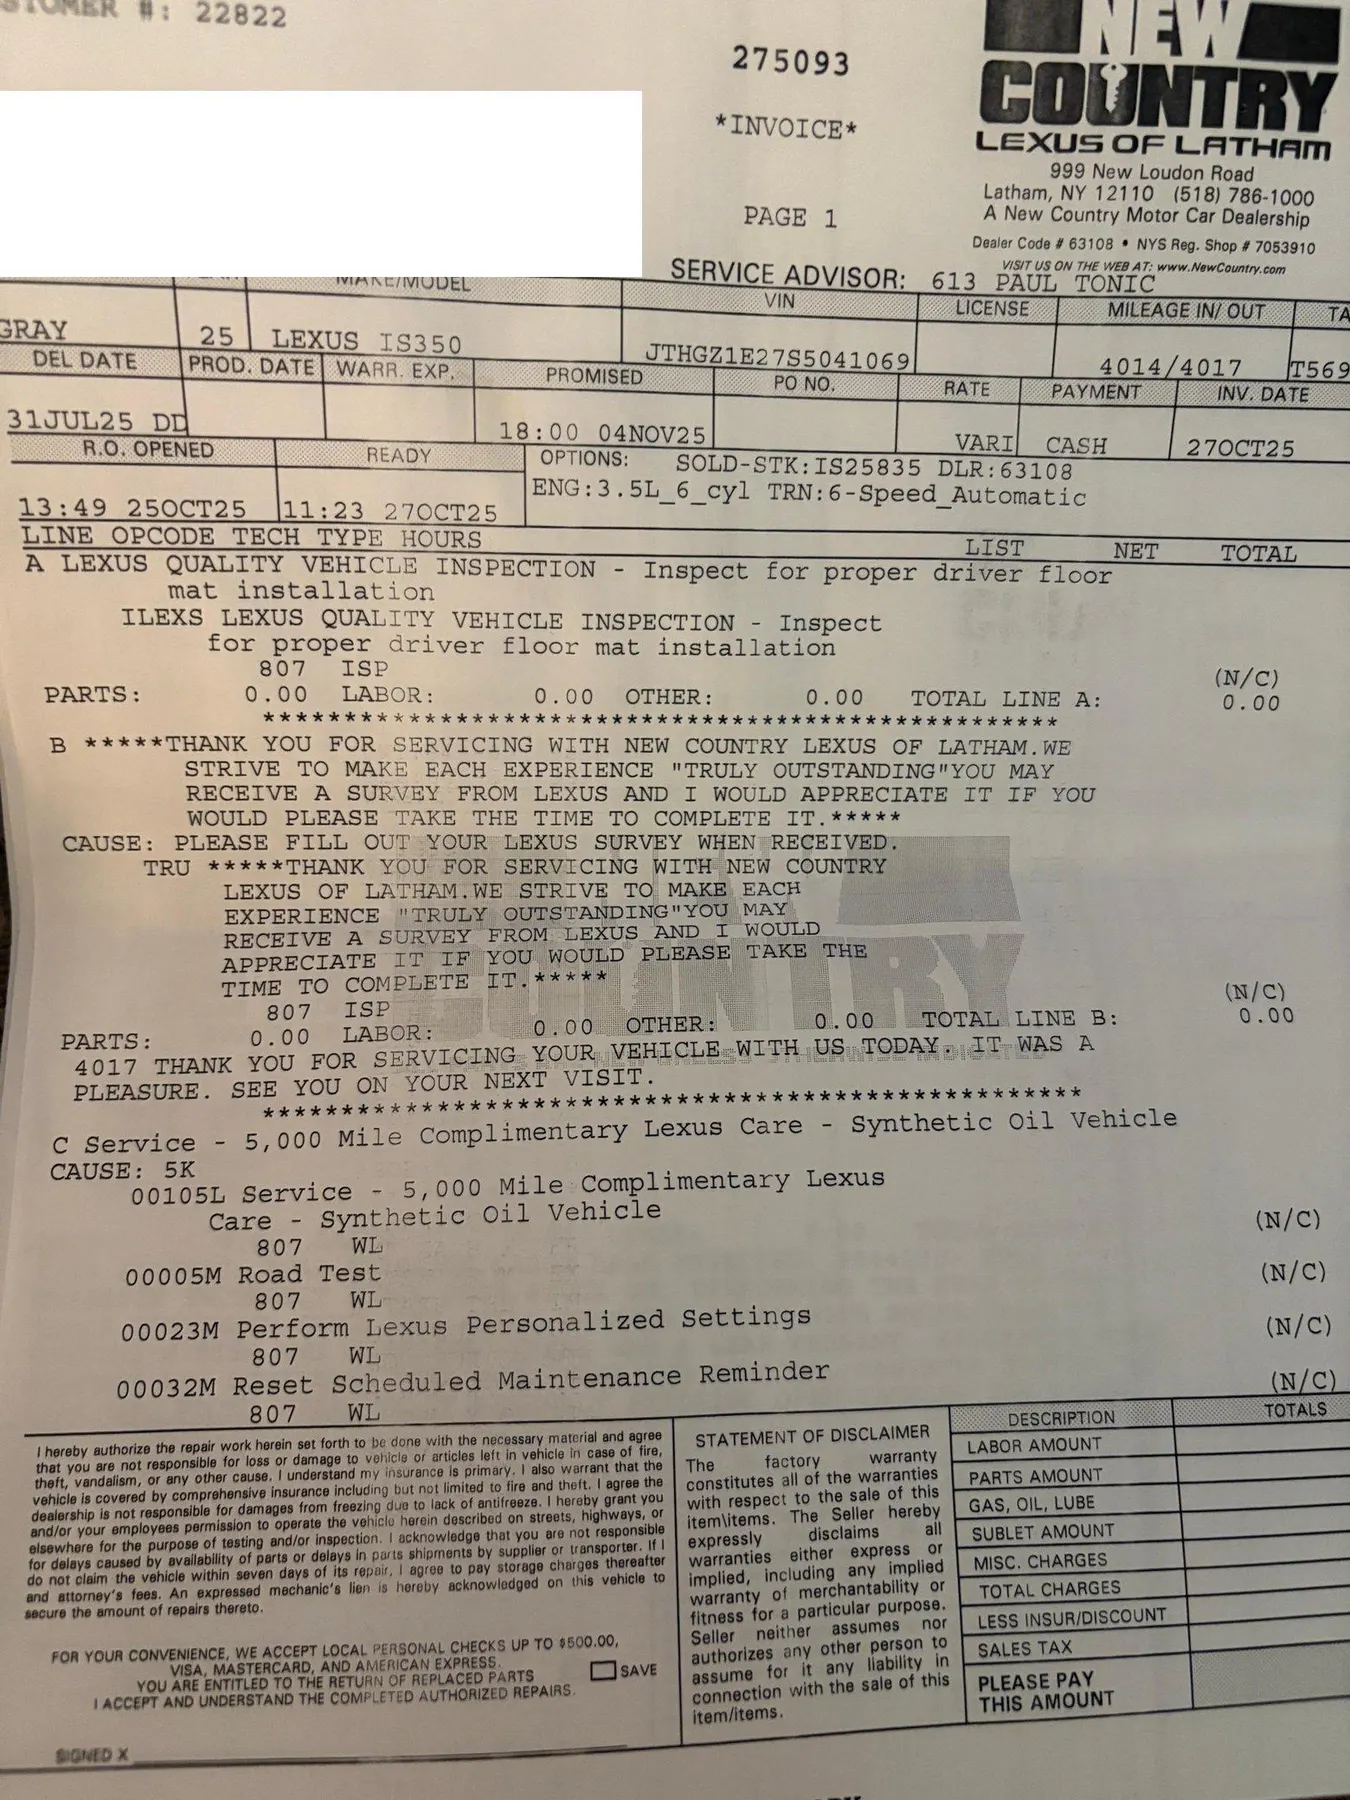 STOMER #: 22822
275093
*INVOICE*
PAGE 1
NEW
COUNTRY
LEXUS OF LATHAM
999 New Loudon Road
Latham, NY 12110 (518) 786-1000
A New Country Motor Car Dealership
Dealer Code # 63108 • NYS Reg. Shop # 7053910
VISIT US ON THE WEB AT: www.NewCountry.com
SERVICE ADVISOR: 613 PAUL TONIC
MAKE/MODEL VIN LICENSE MILEAGE IN/ OUT TA
GRAY 25 LEXUS IS350 JTHGZ1E27S5041069 4014/4017 T569
DEL DATE PROD. DATE WARR. EXP. PROMISED PO NO. RATE PAYMENT INV. DATE
31JUL25 DD 18:00 04NOV25 VARI CASH 27OCT25
R.O. OPENED READY OPTIONS: SOLD-STK:IS25835 DLR:63108
ENG:3.5L_6_cyl TRN:6-Speed_Automatic
13:49 25OCT25 11:23 27OCT25
LINE OPCODE TECH TYPE HOURS LIST NET TOTAL
A LEXUS QUALITY VEHICLE INSPECTION - Inspect for proper driver floor
mat installation
ILEXS LEXUS QUALITY VEHICLE INSPECTION - Inspect
for proper driver floor mat installation
807 ISP (N/C)
PARTS: 0.00 LABOR: 0.00 OTHER: 0.00 TOTAL LINE A: 0.00
***************************************************
B *****THANK YOU FOR SERVICING WITH NEW COUNTRY LEXUS OF LATHAM.WE
STRIVE TO MAKE EACH EXPERIENCE "TRULY OUTSTANDING"YOU MAY
RECEIVE A SURVEY FROM LEXUS AND I WOULD APPRECIATE IT IF YOU
WOULD PLEASE TAKE THE TIME TO COMPLETE IT.*****
CAUSE: PLEASE FILL OUT YOUR LEXUS SURVEY WHEN RECEIVED.
TRU *****THANK YOU FOR SERVICING WITH NEW COUNTRY
LEXUS OF LATHAM.WE STRIVE TO MAKE EACH
EXPERIENCE "TRULY OUTSTANDING"YOU MAY
RECEIVE A SURVEY FROM LEXUS AND I WOULD
APPRECIATE IT IF YOU WOULD PLEASE TAKE THE
TIME TO COMPLETE IT.*****
807 ISP (N/C)
PARTS: 0.00 LABOR: 0.00 OTHER: 0.00 TOTAL LINE B: 0.00
4017 THANK YOU FOR SERVICING YOUR VEHICLE WITH US TODAY. IT WAS A
PLEASURE. SEE YOU ON YOUR NEXT VISIT.
***************************************************
C Service - 5,000 Mile Complimentary Lexus Care - Synthetic Oil Vehicle
CAUSE: 5K
00105L Service - 5,000 Mile Complimentary Lexus
Care - Synthetic Oil Vehicle
807 WL (N/C)
00005M Road Test
807 WL (N/C)
00023M Perform Lexus Personalized Settings
807 WL (N/C)
00032M Reset Scheduled Maintenance Reminder
807 WL (N/C)
I hereby authorize the repair work herein set forth to be done with the necessary material and agree
that you are not responsible for loss or damage to vehicle or articles left in vehicle in case of fire,
theft, vandalism, or any other cause. I understand my insurance is primary. I also warrant that the
vehicle is covered by comprehensive insurance including but not limited to fire and theft. I agree the
dealership is not responsible for damages from freezing due to lack of antifreeze. I hereby grant you
and/or your employees permission to operate the vehicle herein described on streets, highways, or
elsewhere for the purpose of testing and/or inspection. I acknowledge that you are not responsible
for delays caused by availability of parts or delays in parts shipments by supplier or transporter. If I
do not claim the vehicle within seven days of its repair, I agree to pay storage charges thereafter
and attorney's fees. An expressed mechanic's lien is hereby acknowledged on this vehicle to
secure the amount of repairs thereto.
FOR YOUR CONVENIENCE, WE ACCEPT LOCAL PERSONAL CHECKS UP TO $500.00,
VISA, MASTERCARD, AND AMERICAN EXPRESS.
YOU ARE ENTITLED TO THE RETURN OF REPLACED PARTS
SAVE
I ACCEPT AND UNDERSTAND THE COMPLETED AUTHORIZED REPAIRS.
SIGNED X
STATEMENT OF DISCLAIMER
The factory warranty
constitutes all of the warranties
with respect to the sale of this
item\items. The Seller hereby
expressly disclaims all
warranties either express or
implied, including any implied
warranty of merchantability or
fitness for a particular purpose.
Seller neither assumes nor
authorizes any other person to
assume for it any liability in
connection with the sale of this
item/items.
DESCRIPTION TOTALS
LABOR AMOUNT
PARTS AMOUNT
GAS, OIL, LUBE
SUBLET AMOUNT
MISC. CHARGES
TOTAL CHARGES
LESS INSUR/DISCOUNT
SALES TAX
PLEASE PAY
THIS AMOUNT